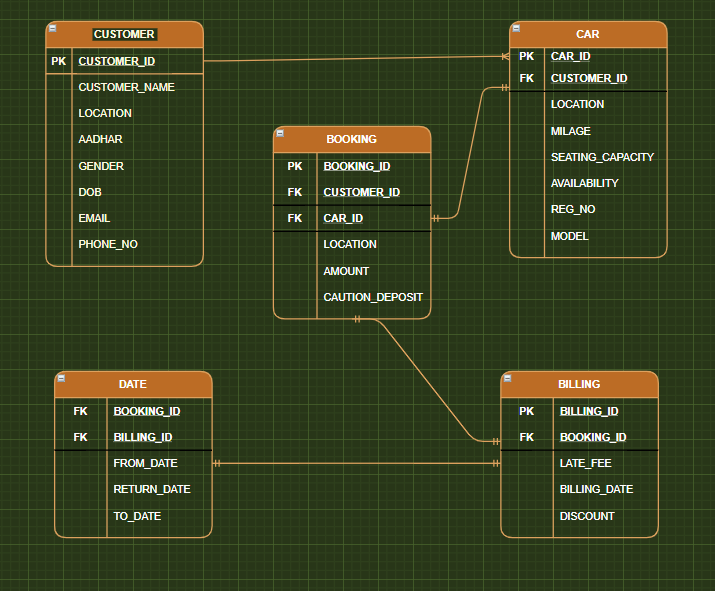 CUSTOMER
PK CUSTOMER_ID
CUSTOMER_NAME
LOCATION
AADHAR
GENDER
DOB
EMAIL
PHONE_NO
CAR
PK CAR_ID
FK CUSTOMER_ID
LOCATION
MILAGE
SEATING_CAPACITY
AVAILABILITY
REG_NO
MODEL
BOOKING
PK BOOKING_ID
FK CUSTOMER_ID
FK CAR_ID
LOCATION
AMOUNT
CAUTION_DEPOSIT
DATE
FK BOOKING_ID
FK BILLING_ID
FROM_DATE
RETURN_DATE
TO_DATE
BILLING
PK BILLING_ID
FK BOOKING_ID
LATE_FEE
BILLING_DATE
DISCOUNT